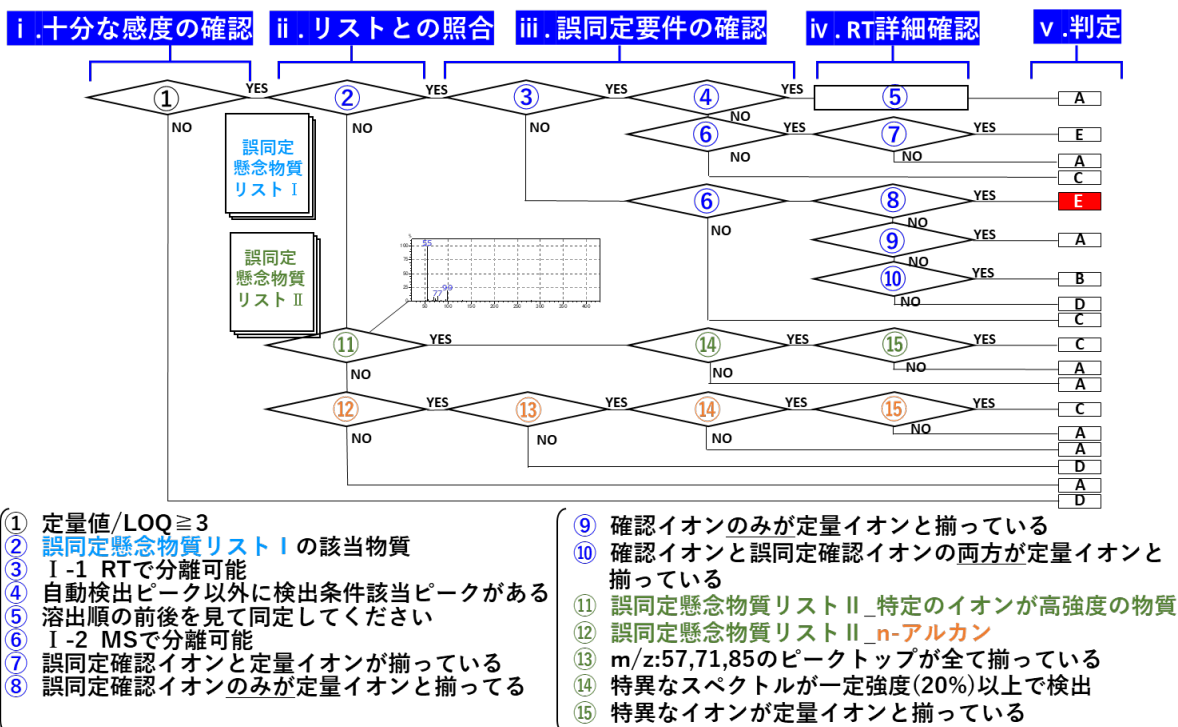 ⅰ.十分な感度の確認
ⅱ.リストとの照合
ⅲ.誤同定要件の確認
ⅳ.RT詳細確認
ⅴ.判定
① YES ② YES ③ YES ④ YES ⑤ A
NO NO NO NO
⑥ YES ⑦ YES E
NO NO A
C
誤同定
懸念物質
リストⅠ
⑥ ⑧ YES E
NO NO
⑨ YES A
NO
⑩ YES B
NO D
C
誤同定
懸念物質
リストⅡ
55
77 99
⑪ YES ⑭ YES ⑮ YES C
NO NO NO A
A
⑫ YES ⑬ YES ⑭ YES ⑮ YES C
NO NO NO NO A
A
D
A
D
① 定量値/LOQ≧3
② 誤同定懸念物質リストⅠの該当物質
③ Ⅰ-1 RTで分離可能
④ 自動検出ピーク以外に検出条件該当ピークがある
⑤ 溶出順の前後を見て同定してください
⑥ Ⅰ-2 MSで分離可能
⑦ 誤同定確認イオンと定量イオンが揃っている
⑧ 誤同定確認イオンのみが定量イオンと揃ってる
⑨ 確認イオンのみが定量イオンと揃っている
⑩ 確認イオンと誤同定確認イオンの両方が定量イオンと
揃っている
⑪ 誤同定懸念物質リストⅡ_特定のイオンが高強度の物質
⑫ 誤同定懸念物質リストⅡ_n-アルカン
⑬ m/z:57,71,85のピークトップが全て揃っている
⑭ 特異なスペクトルが一定強度(20%)以上で検出
⑮ 特異なイオンが定量イオンと揃っている